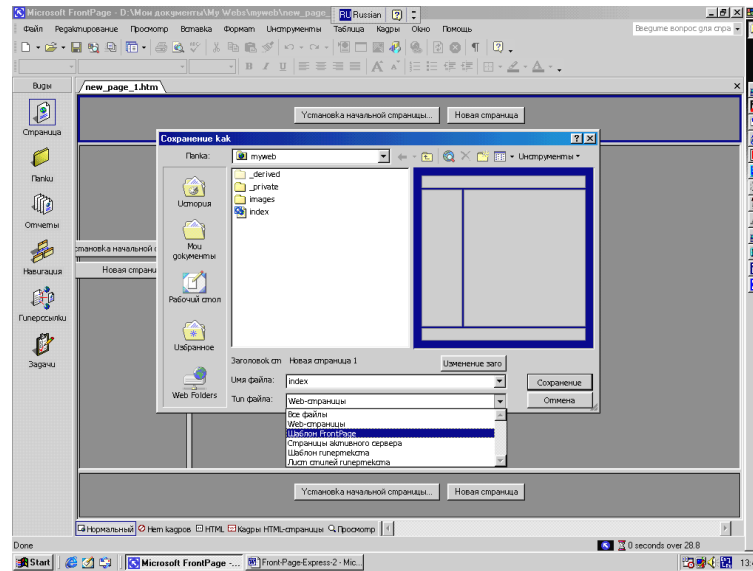 Microsoft FrontPage - D:\Мои документы\My Webs\myweb\new_page_
RU Russian
Файл Редактирование Просмотр Вставка Формат Инструменты Таблица Кадры Окно Помощь
Введите вопрос для спра
Виды
new_page_1.htm
Установка начальной страницы... Новая страница
Страница
Папки
Отчеты
Навигация
Гиперссылки
Задачи
становка начальной
Новая страни
Сохранение как
Папка: myweb
Инструменты
История
Мои документы
Рабочий стол
Избранное
Web Folders
_derived
_private
images
index
Заголовок ст Новая страница 1
Изменение заго
Имя файла: index
Сохранение
Тип файла: Web-страницы
Отмена
Все файлы
Web-страницы
Шаблон FrontPage
Страницы активного сервера
Шаблон гипертекста
Лист стилей гипертекста
Установка начальной страницы... Новая страница
Нормальный Нет кадров HTML Кадры HTML-страницы Просмотр
Done
0 seconds over 28.8
Start Microsoft FrontPage -... Front-Page-Express-2 - Mic...